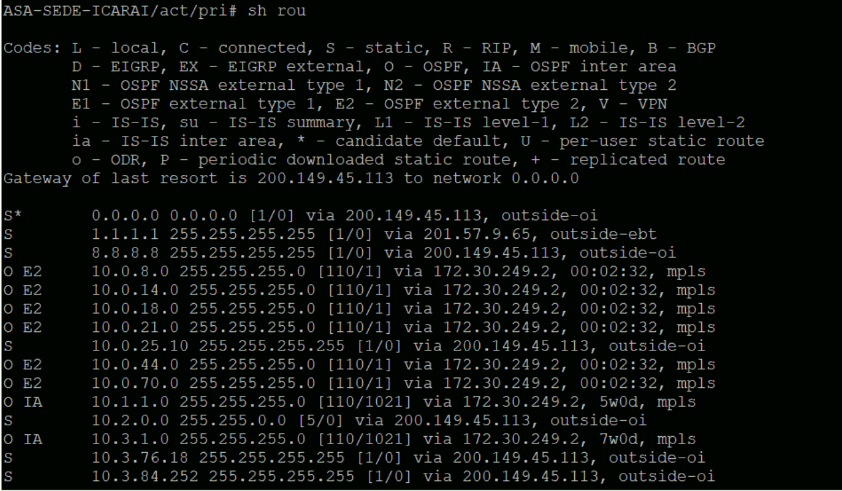 ASA-SEDE-ICARAI/act/pri# sh rou
Codes: L - local, C - connected, S - static, R - RIP, M - mobile, B - BGP
D - EIGRP, EX - EIGRP external, O - OSPF, IA - OSPF inter area
N1 - OSPF NSSA external type 1, N2 - OSPF NSSA external type 2
E1 - OSPF external type 1, E2 - OSPF external type 2, V - VPN
i - IS-IS, su - IS-IS summary, L1 - IS-IS level-1, L2 - IS-IS level-2
ia - IS-IS inter area, * - candidate default, U - per-user static route
o - ODR, P - periodic downloaded static route, + - replicated route
Gateway of last resort is 200.149.45.113 to network 0.0.0.0
S* 0.0.0.0 0.0.0.0 [1/0] via 200.149.45.113, outside-oi
S 1.1.1.1 255.255.255.255 [1/0] via 201.57.9.65, outside-ebt
S 8.8.8.8 255.255.255.255 [1/0] via 200.149.45.113, outside-oi
O E2 10.0.8.0 255.255.255.0 [110/1] via 172.30.249.2, 00:02:32, mpls
O E2 10.0.14.0 255.255.255.0 [110/1] via 172.30.249.2, 00:02:32, mpls
O E2 10.0.18.0 255.255.255.0 [110/1] via 172.30.249.2, 00:02:32, mpls
O E2 10.0.21.0 255.255.255.0 [110/1] via 172.30.249.2, 00:02:32, mpls
S 10.0.25.10 255.255.255.255 [1/0] via 200.149.45.113, outside-oi
O E2 10.0.44.0 255.255.255.0 [110/1] via 172.30.249.2, 00:02:32, mpls
O E2 10.0.70.0 255.255.255.0 [110/1] via 172.30.249.2, 00:02:32, mpls
O IA 10.1.1.0 255.255.255.0 [110/1021] via 172.30.249.2, 5w0d, mpls
S 10.2.0.0 255.255.0.0 [5/0] via 200.149.45.113, outside-oi
O IA 10.3.1.0 255.255.255.0 [110/1021] via 172.30.249.2, 7w0d, mpls
S 10.3.76.18 255.255.255.255 [1/0] via 200.149.45.113, outside-oi
S 10.3.84.252 255.255.255.255 [1/0] via 200.149.45.113, outside-oi